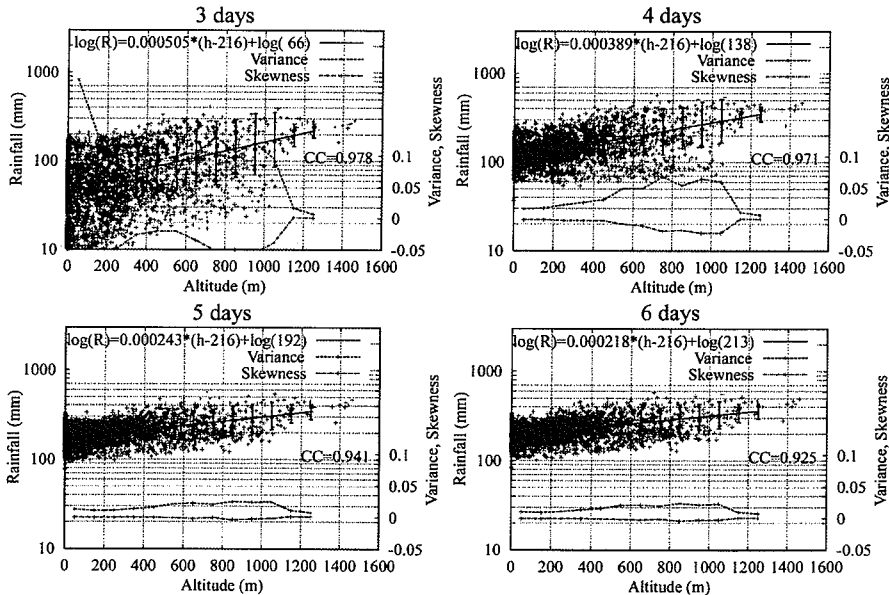 3 days
log(R)=0.000505*(h-216)+log( 66)
Variance
Skewness
1000
100
10
Rainfall (mm)
CC=0.978
0.1
0.05
0
-0.05
Variance, Skewness
0 200 400 600 800 1000 1200 1400 1600
Altitude (m)
4 days
log(R)=0.000389*(h-216)+log(138)
Variance
Skewness
1000
100
10
Rainfall (mm)
CC=0.971
0.1
0.05
0
-0.05
Variance, Skewness
0 200 400 600 800 1000 1200 1400 1600
Altitude (m)
5 days
log(R)=0.000243*(h-216)+log(192)
Variance
Skewness
1000
100
10
Rainfall (mm)
CC=0.941
0.1
0.05
0
-0.05
Variance, Skewness
0 200 400 600 800 1000 1200 1400 1600
Altitude (m)
6 days
log(R)=0.000218*(h-216)+log(213)
Variance
Skewness
1000
100
10
Rainfall (mm)
CC=0.925
0.1
0.05
0
-0.05
Variance, Skewness
0 200 400 600 800 1000 1200 1400 1600
Altitude (m)